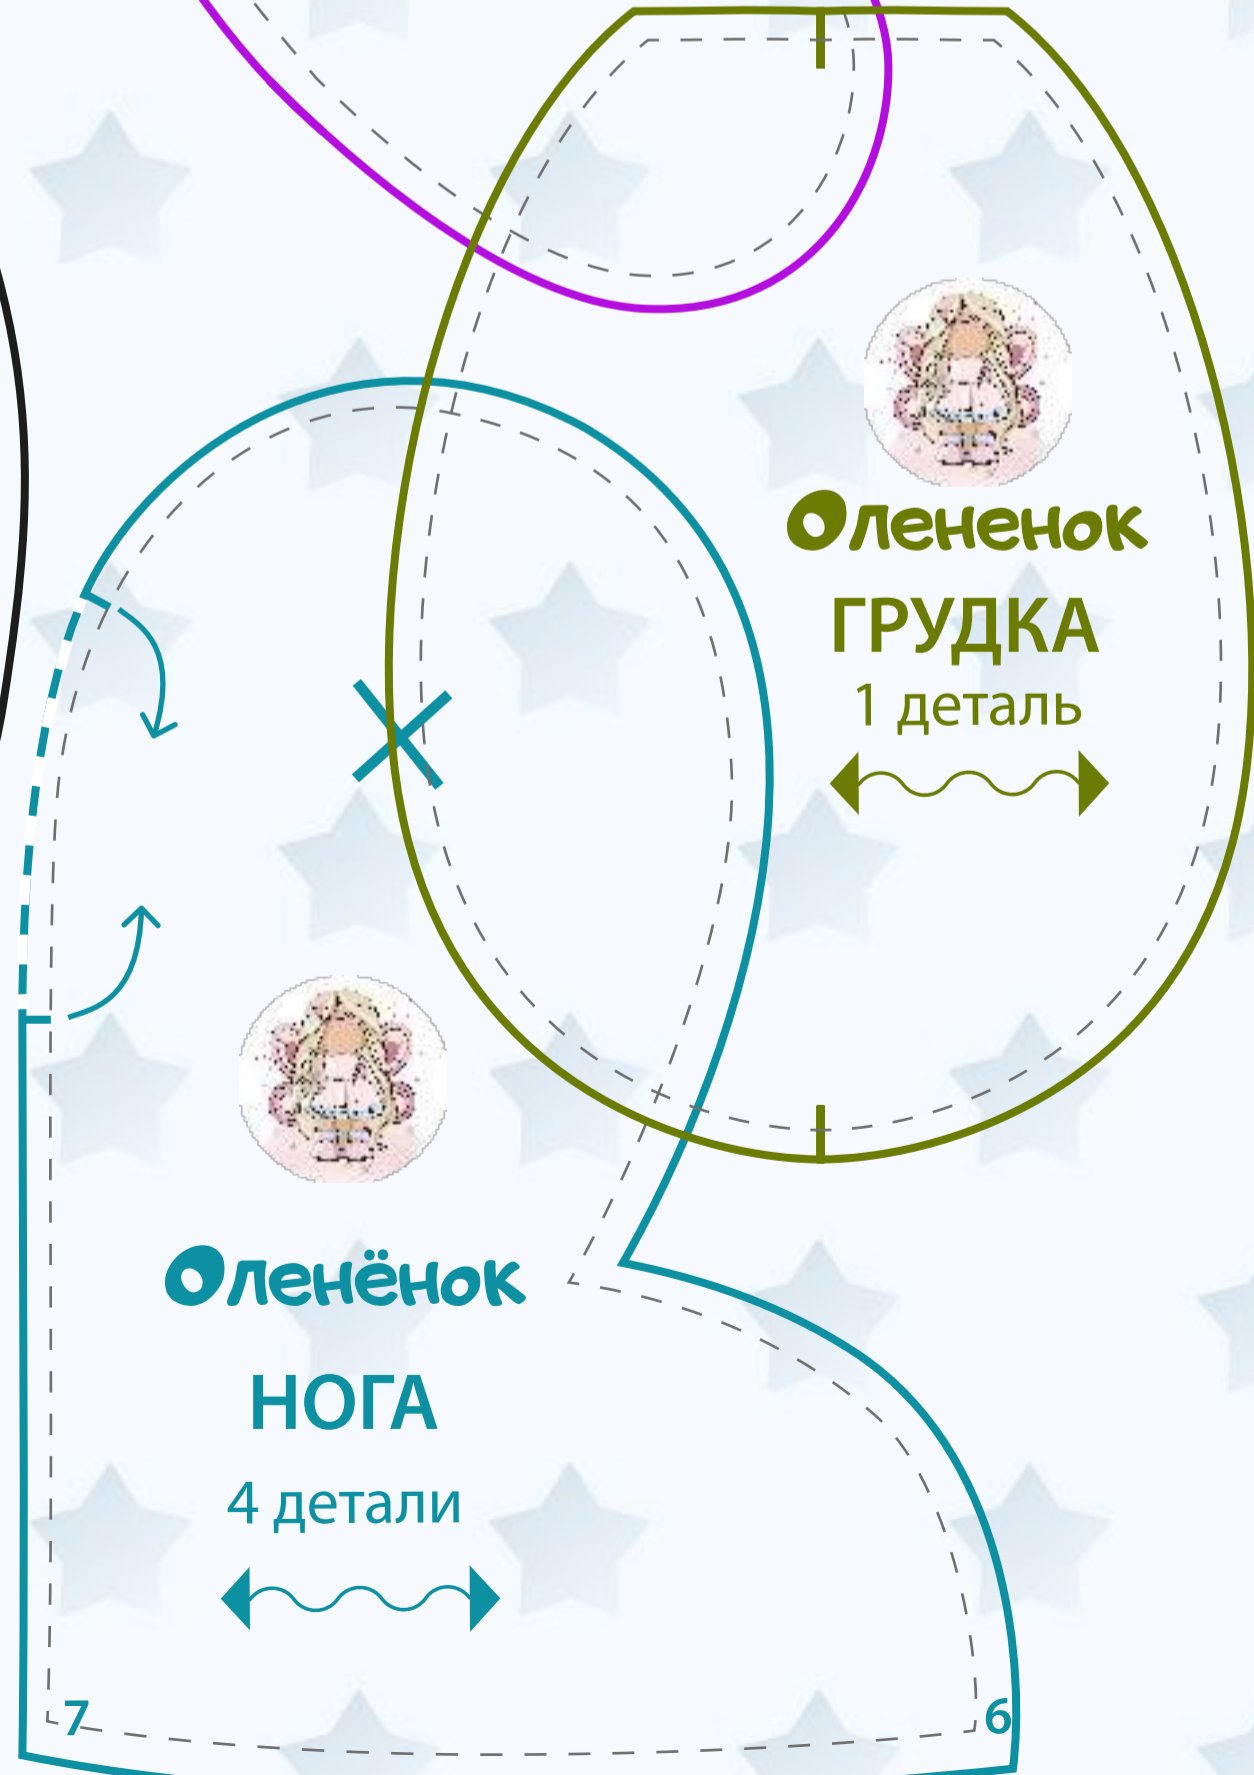 Олененок
ГРУДКА
1 деталь
Оленёнок
НОГА
4 детали
7
6